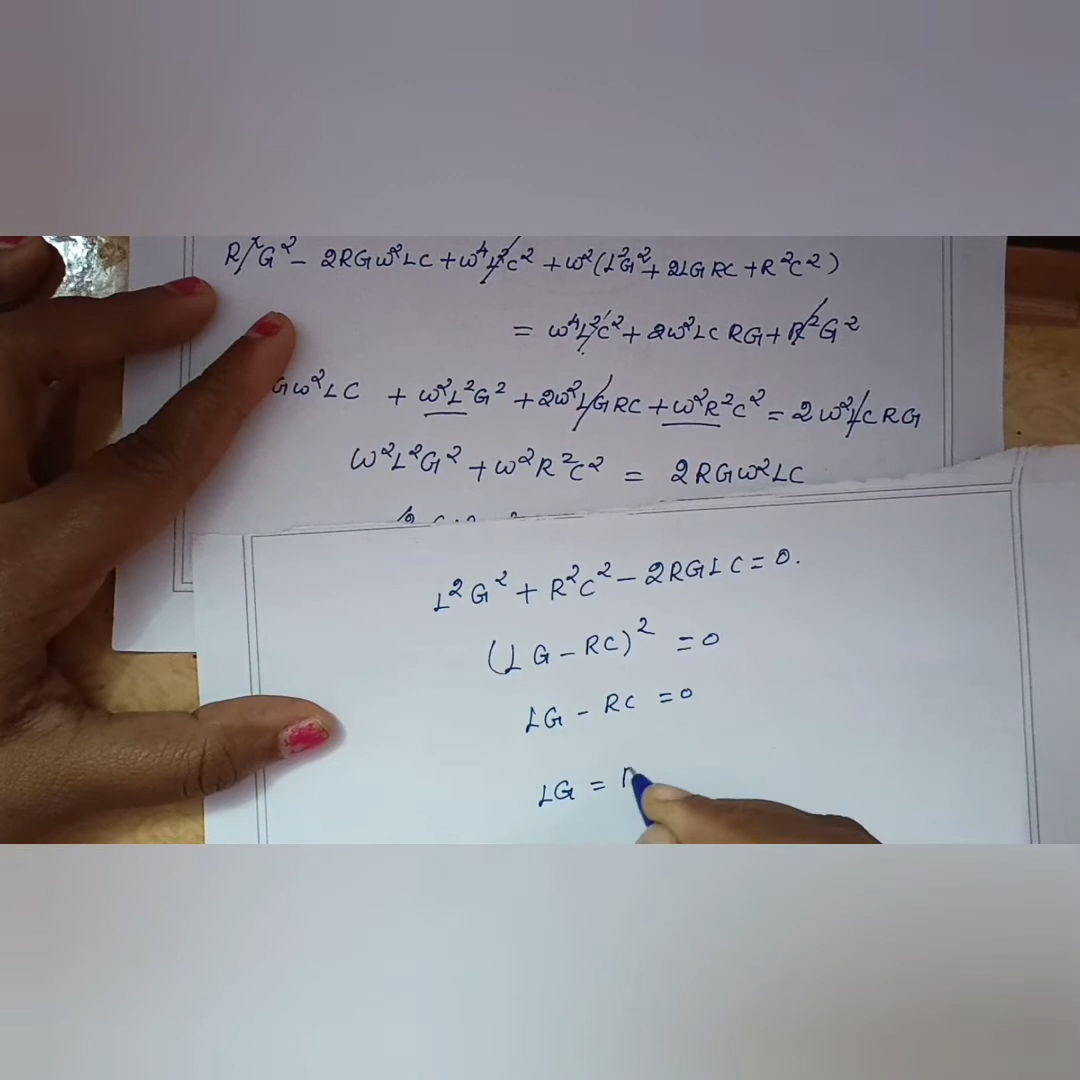 R²G² - 2RGω²LC + ω⁴L²C² + ω²(L²G² + 2LGRC + R²C²)
= ω⁴L²C² + 2ω²LCRG + R²G²
Gω²LC + ω²L²G² + 2ω²LGRC + ω²R²C² = 2ω²LCRG
ω²L²G² + ω²R²C² = 2RGω²LC
L²G² + R²C² - 2RGLC = 0.
(LG - RC)² = 0
LG - RC = 0
LG =